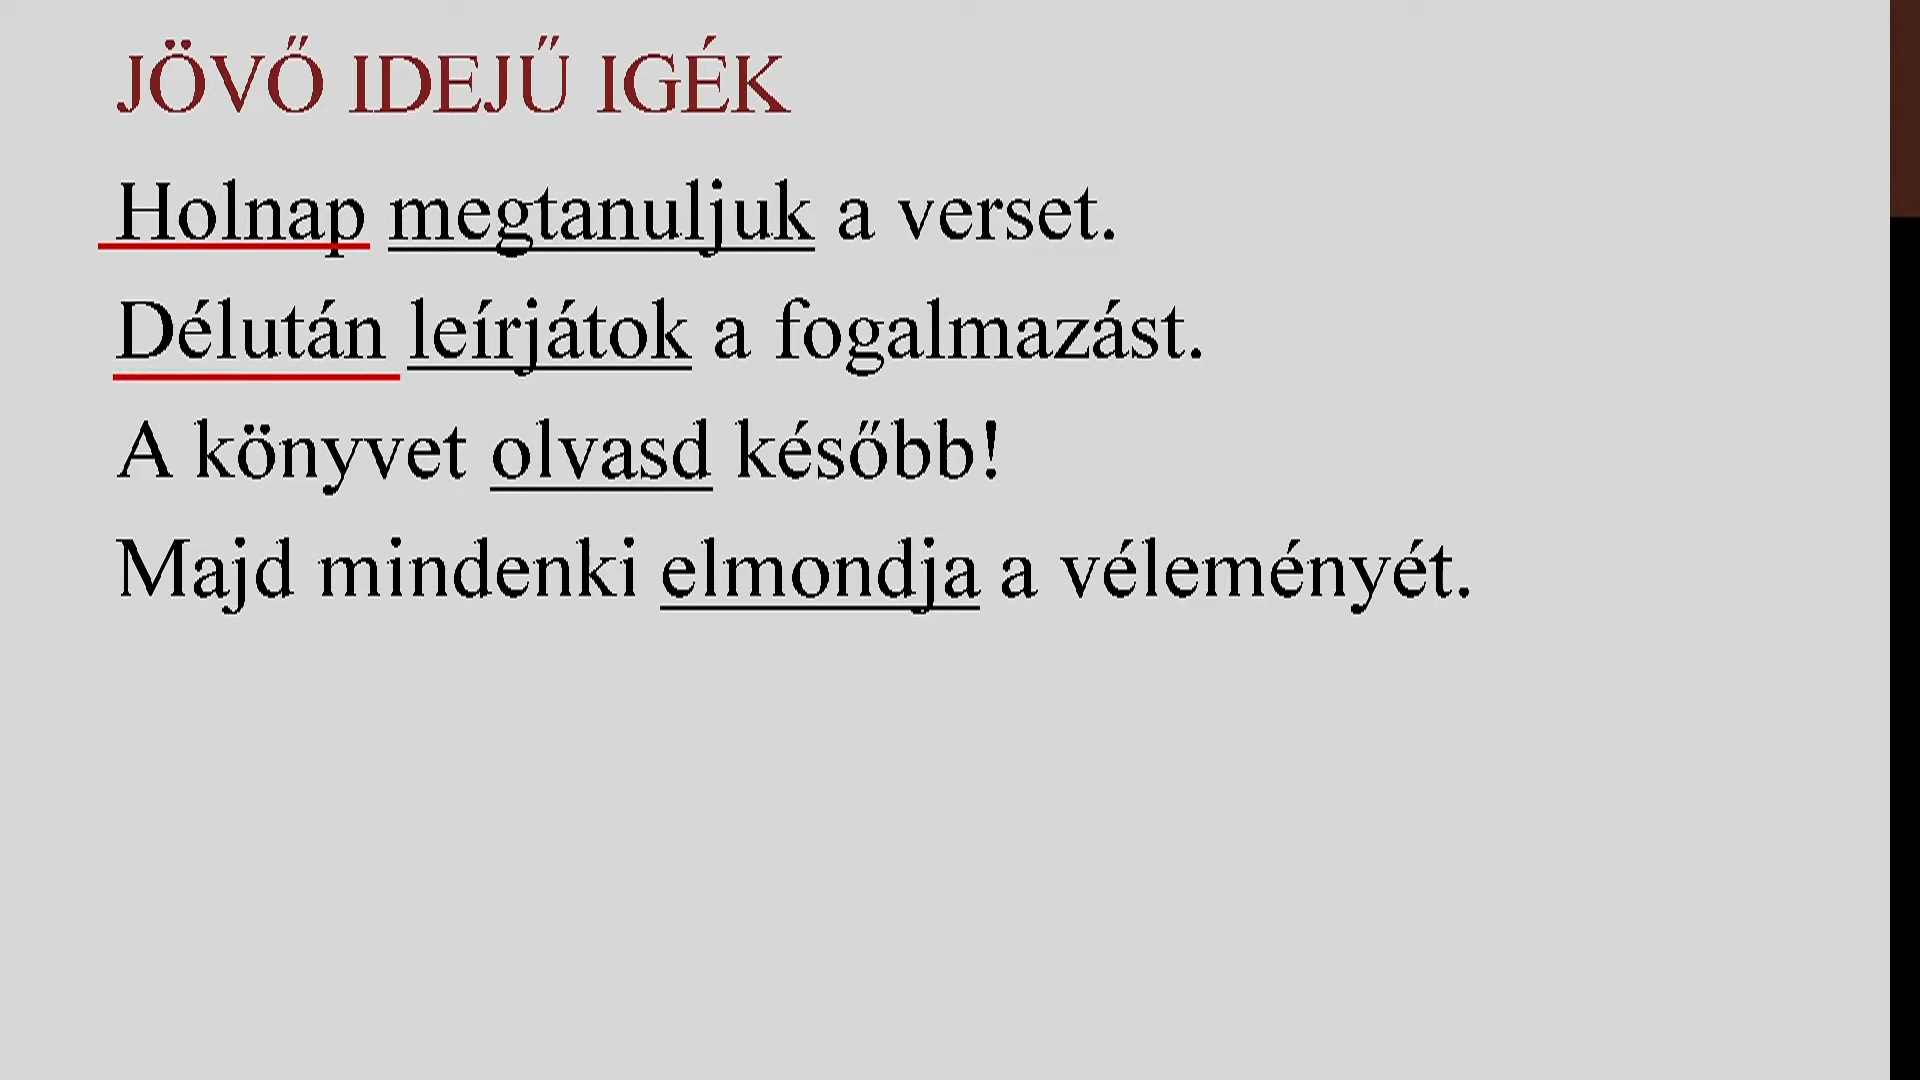 JÖVŐ IDEJŰ IGÉK
Holnap megtanuljuk a verset.
Délután leírjátok a fogalmazást.
A könyvet olvasd később!
Majd mindenki elmondja a véleményét.